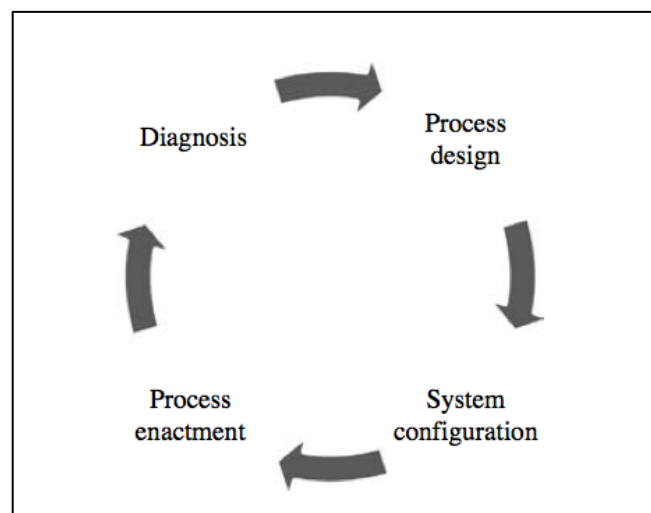 Diagnosis
Process
design
System
configuration
Process
enactment